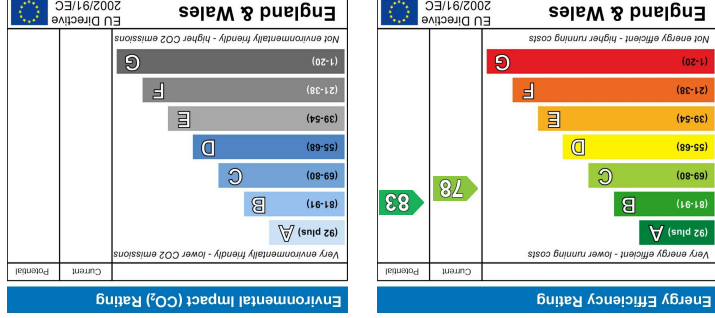 Energy Efficiency Rating
Current
Potential
Very energy efficient - lower running costs
(92 plus) A
(81-91) B
(69-80) C
(55-68) D
(39-54) E
(21-38) F
(1-20) G
78
83
Not energy efficient - higher running costs
England & Wales
EU Directive
2002/91/EC
Environmental Impact (CO₂) Rating
Current
Potential
Very environmentally friendly - lower CO2 emissions
(92 plus) A
(81-91) B
(69-80) C
(55-68) D
(39-54) E
(21-38) F
(1-20) G
Not environmentally friendly - higher CO2 emissions
England & Wales
EU Directive
2002/91/EC